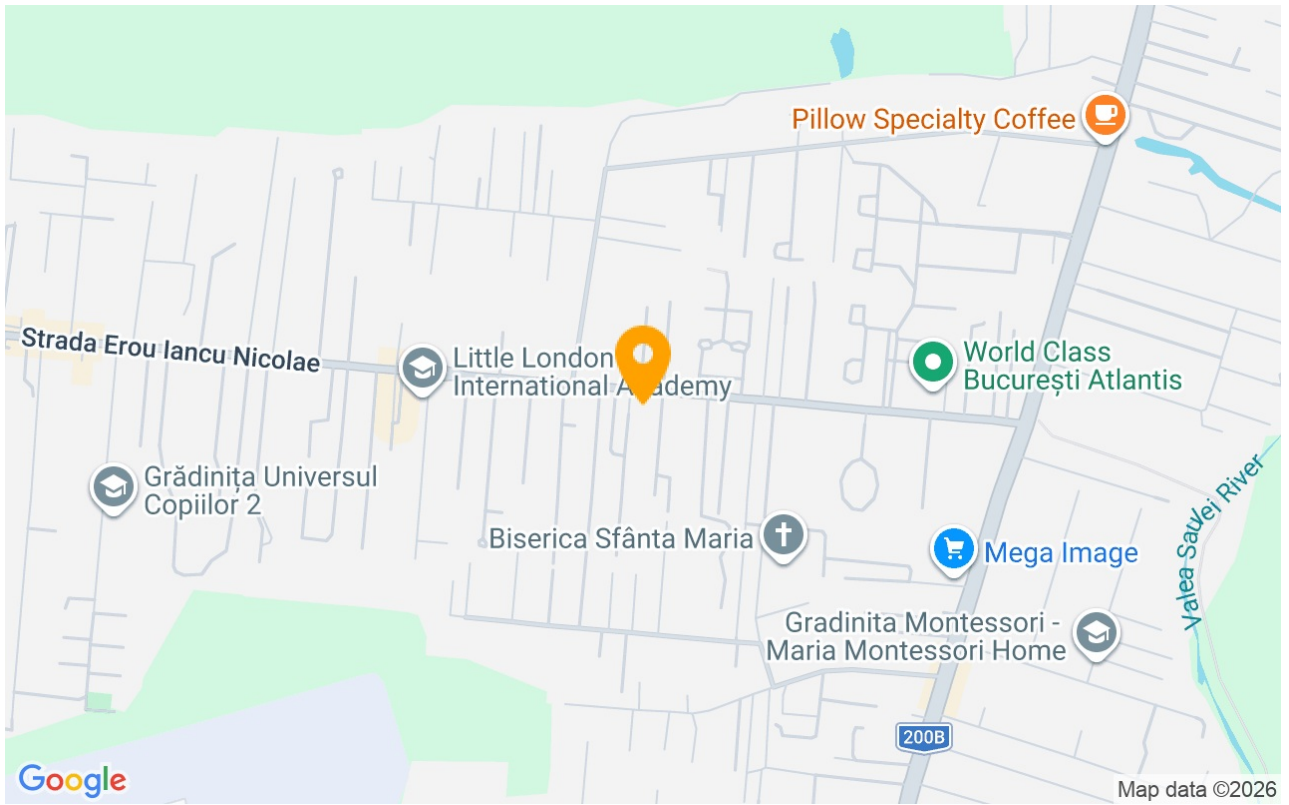 Pillow Specialty Coffee
Strada Erou Iancu Nicolae
Little London
International Academy
World Class
București Atlantis
Grădinița Universul
Copiilor 2
Biserica Sfânta Maria
Mega Image
Valea Saulei River
Gradinita Montessori -
Maria Montessori Home
200B
Google
Map data ©2026